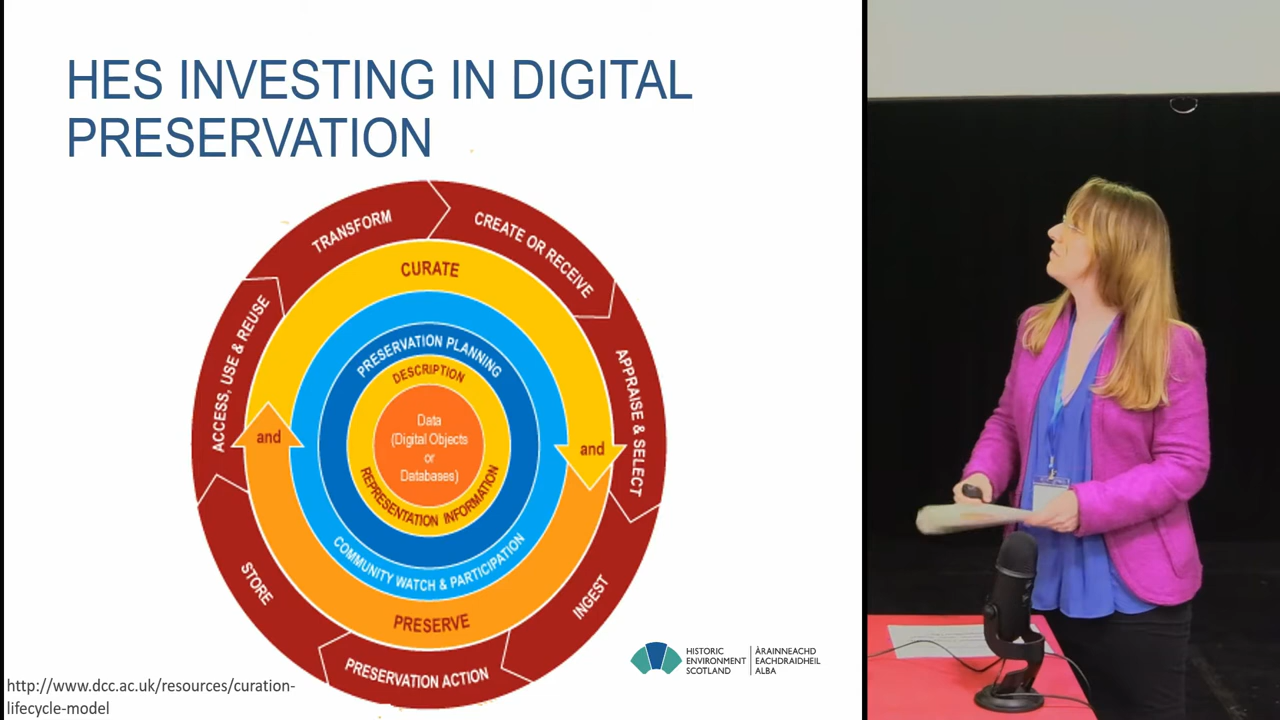 HES INVESTING IN DIGITAL
PRESERVATION
TRANSFORM
CREATE OR RECEIVE
APPRAISE & SELECT
INGEST
PRESERVATION ACTION
STORE
ACCESS, USE & REUSE
CURATE
and
and
PRESERVE
COMMUNITY WATCH & PARTICIPATION
PRESERVATION PLANNING
DESCRIPTION
REPRESENTATION INFORMATION
Data
(Digital Objects
or
Databases)
HISTORIC
ENVIRONMENT
SCOTLAND
ÀRAINNEACHD
EACHDRAIDHEIL
ALBA
http://www.dcc.ac.uk/resources/curation-
lifecycle-model